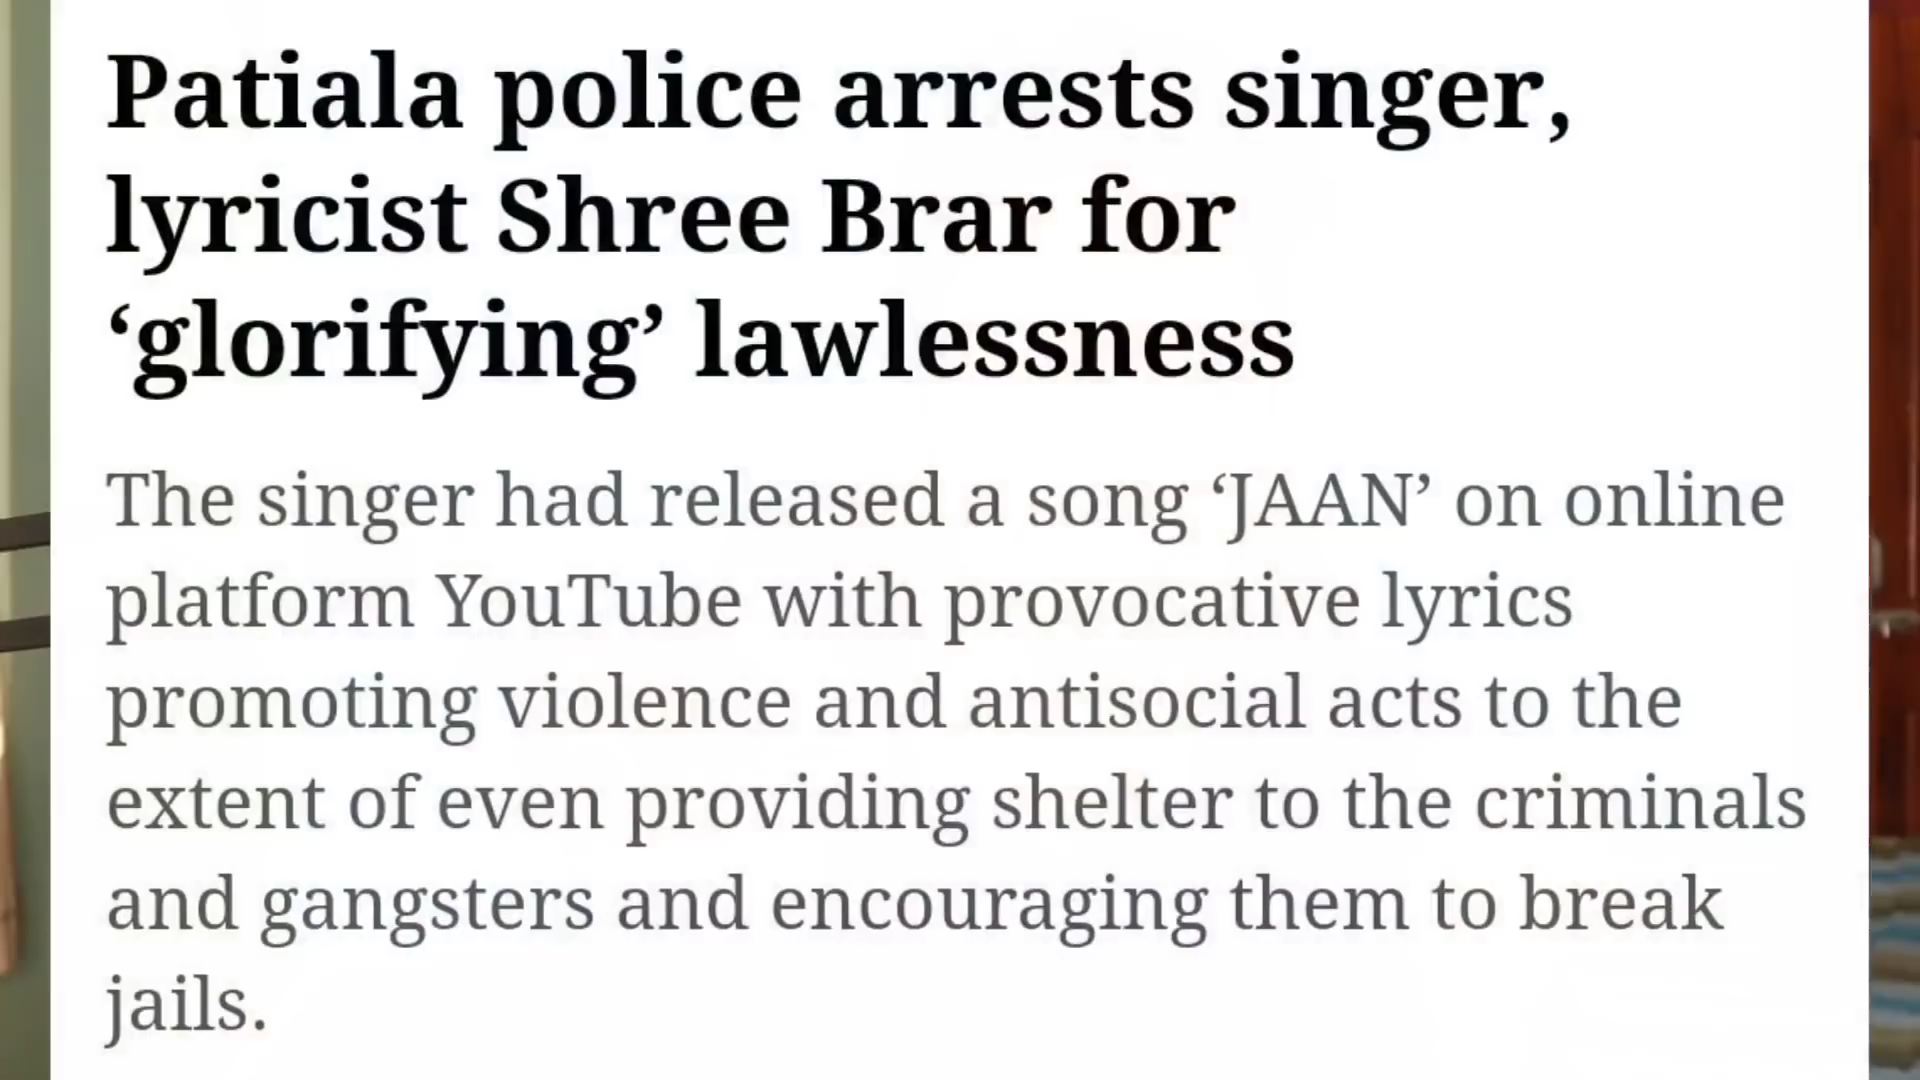 Patiala police arrests singer,
lyricist Shree Brar for
‘glorifying’ lawlessness
The singer had released a song ‘JAAN’ on online
platform YouTube with provocative lyrics
promoting violence and antisocial acts to the
extent of even providing shelter to the criminals
and gangsters and encouraging them to break
jails.